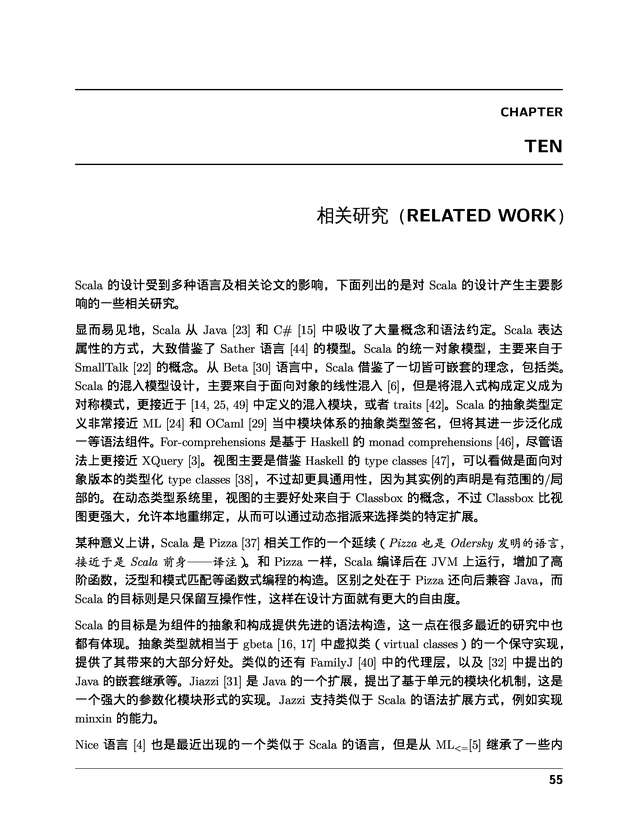 CHAPTER
TEN
相关研究（RELATED WORK）
Scala 的设计受到多种语言及相关论文的影响，下面列出的是对 Scala 的设计产生主要影
响的一些相关研究。
显而易见地，Scala 从 Java [23] 和 C# [15] 中吸收了大量概念和语法约定。Scala 表达
属性的方式，大致借鉴了 Sather 语言 [44] 的模型。Scala 的统一对象模型，主要来自于
SmallTalk [22] 的概念。从 Beta [30] 语言中，Scala 借鉴了一切皆可嵌套的理念，包括类。
Scala 的混入模型设计，主要来自于面向对象的线性混入 [6]，但是将混入式构成定义成为
对称模式，更接近于 [14, 25, 49] 中定义的混入模块，或者 traits [42]。Scala 的抽象类型定
义非常接近 ML [24] 和 OCaml [29] 当中模块体系的抽象类型签名，但将其进一步泛化成
一等语法组件。For-comprehensions 是基于 Haskell 的 monad comprehensions [46]，尽管语
法上更接近 XQuery [3]。视图主要是借鉴 Haskell 的 type classes [47]，可以看做是面向对
象版本的类型化 type classes [38]，不过却更具通用性，因为其实例的声明是有范围的/局
部的。在动态类型系统里，视图的主要好处来自于 Classbox 的概念，不过 Classbox 比视
图更强大，允许本地重绑定，从而可以通过动态指派来选择类的特定扩展。
某种意义上讲，Scala 是 Pizza [37] 相关工作的一个延续（Pizza 也是 Odersky 发明的语言，
接近于是 Scala 前身——译注）。和 Pizza 一样，Scala 编译后在 JVM 上运行，增加了高
阶函数，泛型和模式匹配等函数式编程的构造。区别之处在于 Pizza 还向后兼容 Java，而
Scala 的目标则是只保留互操作性，这样在设计方面就有更大的自由度。
Scala 的目标是为组件的抽象和构成提供先进的语法构造，这一点在很多最近的研究中也
都有体现。抽象类型就相当于 gbeta [16, 17] 中虚拟类（virtual classes）的一个保守实现，
提供了其带来的大部分好处。类似的还有 FamilyJ [40] 中的代理层，以及 [32] 中提出的
Java 的嵌套继承等。Jiazzi [31] 是 Java 的一个扩展，提出了基于单元的模块化机制，这是
一个强大的参数化模块形式的实现。Jazzi 支持类似于 Scala 的语法扩展方式，例如实现
minxin 的能力。
Nice 语言 [4] 也是最近出现的一个类似于 Scala 的语言，但是从 ML<=[5] 继承了一些内
55